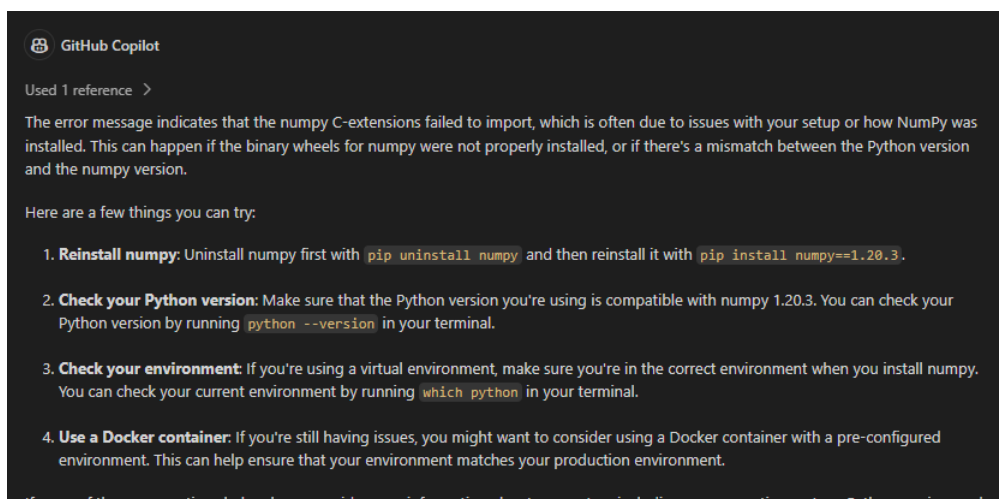 GitHub Copilot
Used 1 reference
The error message indicates that the numpy C-extensions failed to import, which is often due to issues with your setup or how NumPy was
installed. This can happen if the binary wheels for numpy were not properly installed, or if there's a mismatch between the Python version
and the numpy version.
Here are a few things you can try:
1. Reinstall numpy: Uninstall numpy first with pip uninstall numpy and then reinstall it with pip install numpy==1.20.3.
2. Check your Python version: Make sure that the Python version you're using is compatible with numpy 1.20.3. You can check your
Python version by running python --version in your terminal.
3. Check your environment: If you're using a virtual environment, make sure you're in the correct environment when you install numpy.
You can check your current environment by running which python in your terminal.
4. Use a Docker container: If you're still having issues, you might want to consider using a Docker container with a pre-configured
environment. This can help ensure that your environment matches your production environment.